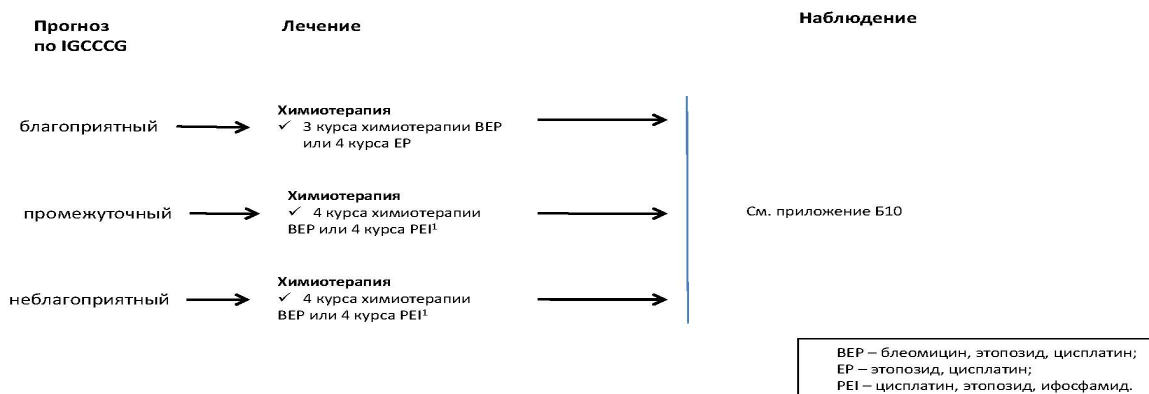 Прогноз
по IGCCCG
Лечение
Наблюдение
благоприятный
Химиотерапия
✓ 3 курса химиотерапии BEP
или 4 курса EP
промежуточный
Химиотерапия
✓ 4 курса химиотерапии
BEP или 4 курса PEI¹
См. приложение Б10
неблагоприятный
Химиотерапия
✓ 4 курса химиотерапии
BEP или 4 курса PEI¹
BEP – блеомицин, этопозид, цисплатин;
EP – этопозид, цисплатин;
PEI – цисплатин, этопозид, ифосфамид.